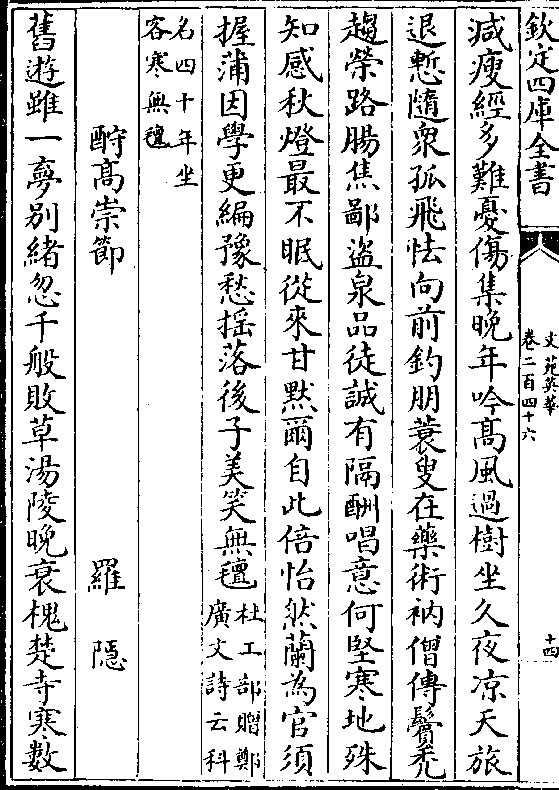 欽定四庫全書
文苑英華
卷二百四十六
十四
減瘦經多難憂傷集晚年吟髙風過樹坐久夜凉天旅
退慙隨衆孤飛怯向前釣朋蓑叟在藥術衲僧傳鬢禿
趨榮路腸焦鄙盜泉品徒誠有隔酬唱意何堅寒地殊
知感秋燈最不眠從來甘黙爾自此倍怡然蘭為官須
握蒲因學更編豫愁揺落後子美笑無氊
杜工部贈鄭
廣文詩云科
名四十年坐
客寒無氊
酧髙崇節
羅隱
舊遊雖一夢别緒忽千般敗草湯陵晚衰槐楚寺寒數